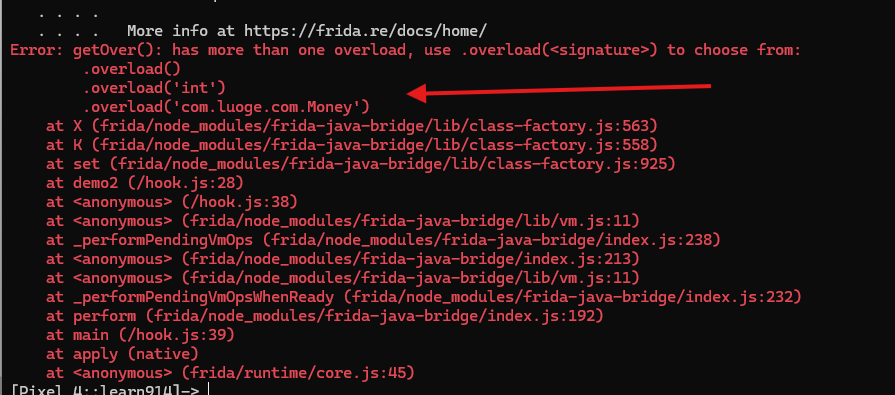 . . . .
. . . . More info at https://frida.re/docs/home/
Error: getOver(): has more than one overload, use .overload(<signature>) to choose from:
.overload()
.overload('int')
.overload('com.luoge.com.Money')
at X (frida/node_modules/frida-java-bridge/lib/class-factory.js:563)
at K (frida/node_modules/frida-java-bridge/lib/class-factory.js:558)
at set (frida/node_modules/frida-java-bridge/lib/class-factory.js:925)
at demo2 (/hook.js:28)
at <anonymous> (/hook.js:38)
at <anonymous> (frida/node_modules/frida-java-bridge/lib/vm.js:11)
at _performPendingVmOps (frida/node_modules/frida-java-bridge/index.js:238)
at <anonymous> (frida/node_modules/frida-java-bridge/index.js:213)
at <anonymous> (frida/node_modules/frida-java-bridge/lib/vm.js:11)
at _performPendingVmOpsWhenReady (frida/node_modules/frida-java-bridge/index.js:232)
at perform (frida/node_modules/frida-java-bridge/index.js:192)
at main (/hook.js:39)
at apply (native)
at <anonymous> (frida/runtime/core.js:45)
[Pixel 4::learn914]->